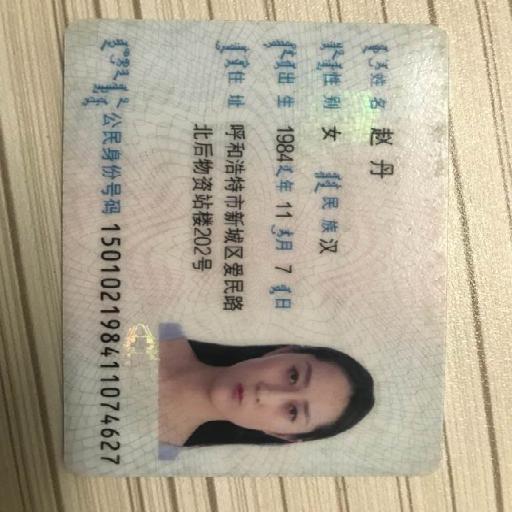 姓名 赵丹
性别 女 民族 汉
出生 1984 年 11 月 7 日
住址 呼和浩特市新城区爱民路
北后物资站楼202号
公民身份号码 150102198411074627